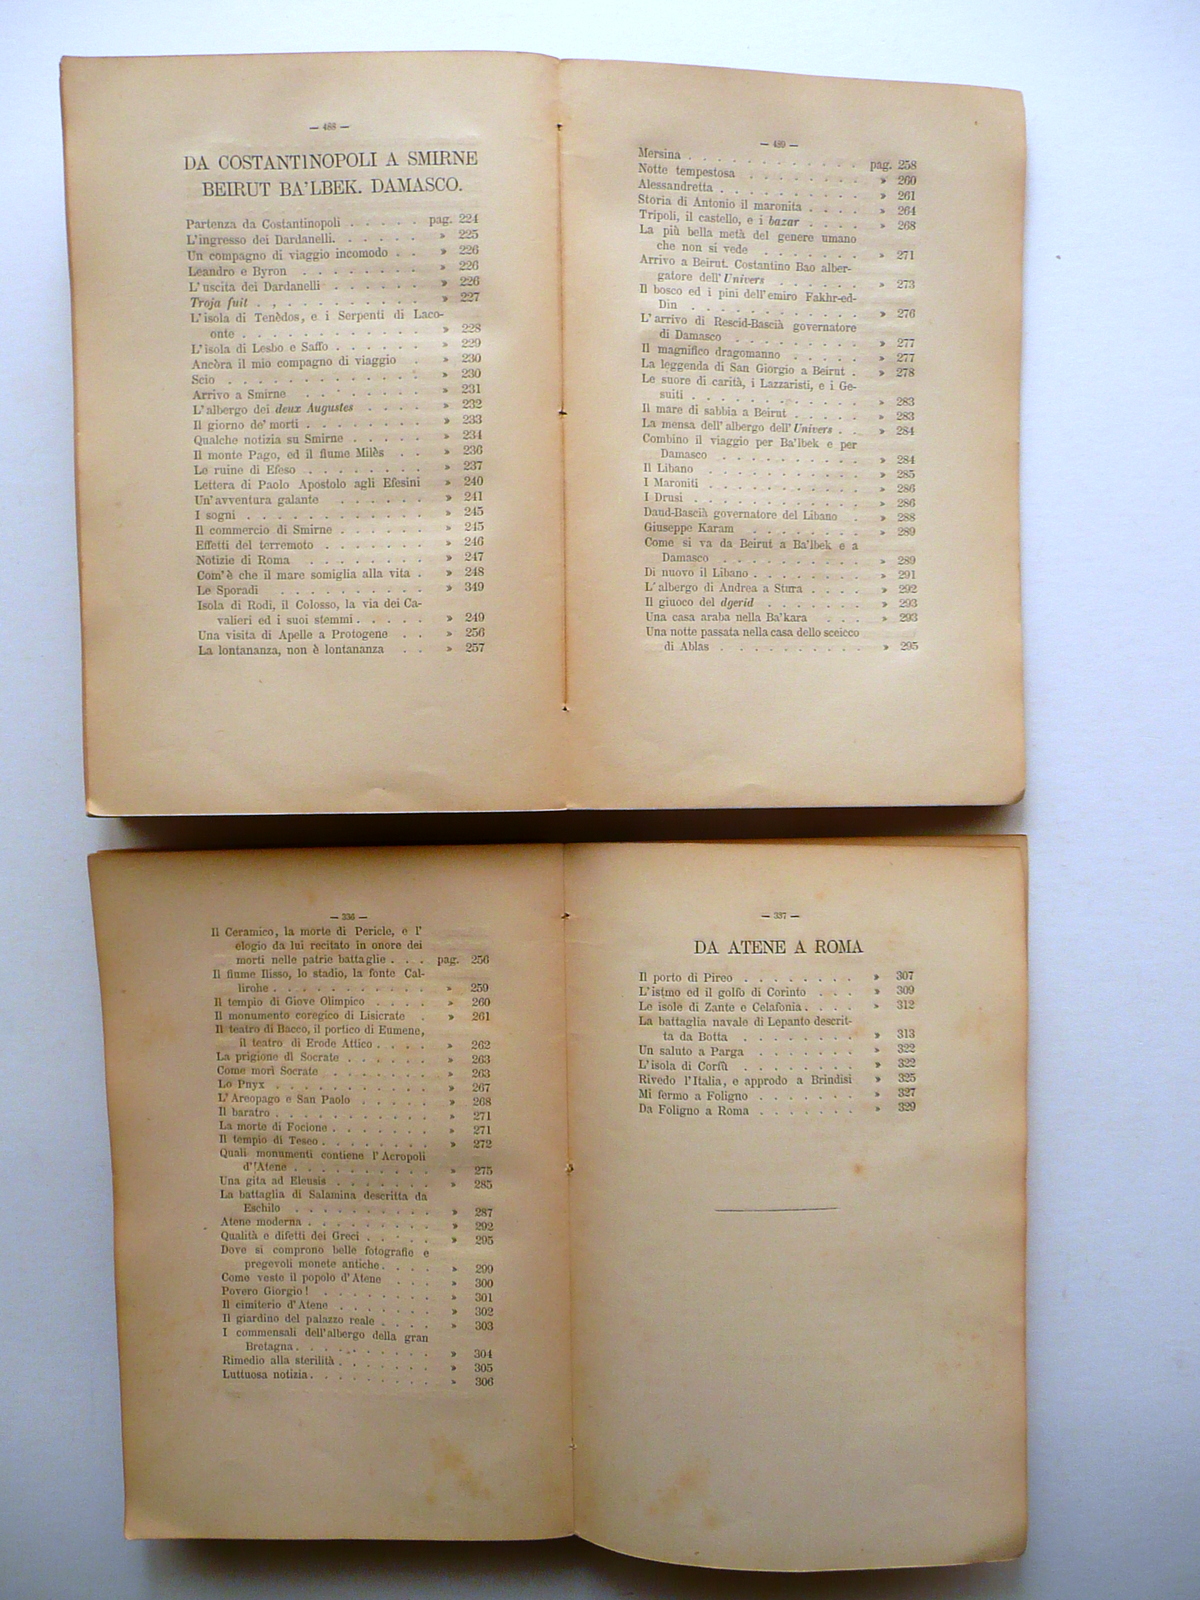 — 488 —
DA COSTANTINOPOLI A SMIRNE
BEIRUT BA'LBEK. DAMASCO.
Partenza da Costantinopoli . . . . . pag. 224
L'ingresso dei Dardanelli. . . . . . » 225
Un compagno di viaggio incomodo . . » 226
Leandro e Byron . . . . . . . . » 226
L'uscita dei Dardanelli . . . . . . » 226
Troja fuit . , . . . . . . . . . » 227
L'isola di Tenèdos, e i Serpenti di Laco-
onte . . . . . . . . . . . . » 228
L'isola di Lesbo e Saffo . . . . . . » 229
Ancòra il mio compagno di viaggio . » 230
Scio . . . . . . . . . . . . . » 230
Arrivo a Smirne . . . . . . . . » 231
L'albergo dei deux Augustes . . . . » 232
Il giorno de' morti . . . . . . . . » 233
Qualche notizia su Smirne . . . . . » 234
Il monte Pago, ed il fiume Milès . . » 236
Le ruine di Efeso . . . . . . . . » 237
Lettera di Paolo Apostolo agli Efesini » 240
Un'avventura galante . . . . . . » 241
I sogni . . . . . . . . . . . . » 245
Il commercio di Smirne . . . . . . » 245
Effetti del terremoto . . . . . . . » 246
Notizie di Roma . . . . . . . . » 247
Com'è che il mare somiglia alla vita . » 248
Le Sporadi . . . . . . . . . . » 349
Isola di Rodi, il Colosso, la via dei Ca-
valieri ed i suoi stemmi . . . . . » 249
Una visita di Apelle a Protogene . . » 256
La lontananza, non è lontananza . . » 257
— 489 —
Mersina . . . . . . . . . . . . pag. 258
Notte tempestosa . . . . . . . . » 260
Alessandretta . . . . . . . . . . » 261
Storia di Antonio il maronita . . . . » 264
Tripoli, il castello, e i bazar . . . . » 268
La più bella metà del genere umano
che non si vede . . . . . . . » 271
Arrivo a Beirut. Costantino Bao alber-
gatore dell'Univers . . . . . . » 273
Il bosco ed i pini dell'emiro Fakhr-ed-
Din . . . . . . . . . . . . » 276
L'arrivo di Rescid-Bascià governatore
di Damasco . . . . . . . . . » 277
Il magnifico dragomanno . . . . . » 277
La leggenda di San Giorgio a Beirut . » 278
Le suore di carità, i Lazzaristi, e i Ge-
suiti . . . . . . . . . . . . » 283
Il mare di sabbia a Beirut . . . . . » 283
La mensa dell'albergo dell'Univers . . » 284
Combino il viaggio per Ba'lbek e per
Damasco . . . . . . . . . . » 284
Il Libano . . . . . . . . . . . » 285
I Maroniti . . . . . . . . . . . » 286
I Drusi . . . . . . . . . . . . » 286
Daud-Bascià governatore del Libano . » 288
Giuseppe Karam . . . . . . . . » 289
Come si va da Beirut a Ba'lbek e a
Damasco . . . . . . . . . . » 289
Di nuovo il Libano . . . . . . . . » 291
L'albergo di Andrea a Stura . . . . » 292
Il giuoco del dgerid . . . . . . . » 293
Una casa araba nella Ba'kara . . . » 293
Una notte passata nella casa dello sceicco
di Ablas . . . . . . . . . . » 295
— 336 —
Il Ceramico, la morte di Pericle, e l'
elogio da lui recitato in onore dei
morti nelle patrie battaglie . . . pag. 256
Il fiume Ilisso, lo stadio, la fonte Cal-
lirohe . . . . . . . . . . . » 259
Il tempio di Giove Olimpico . . . . » 260
Il monumento coregico di Lisicrate . » 261
Il teatro di Bacco, il portico di Eumene,
il teatro di Erode Attico . . . . » 262
La prigione di Socrate . . . . . . » 263
Come morì Socrate . . . . . . . » 263
Lo Pnyx . . . . . . . . . . . » 267
L'Areopago e San Paolo . . . . . » 268
Il baratro . . . . . . . . . . . » 271
La morte di Focione . . . . . . . » 271
Il tempio di Teseo . . . . . . . . » 272
Quali monumenti contiene l'Acropoli
d'Atene . . . . . . . . . . » 275
Una gita ad Eleusis . . . . . . . » 285
La battaglia di Salamina descritta da
Eschilo . . . . . . . . . . » 287
Atene moderna . . . . . . . . . » 292
Qualità e difetti dei Greci . . . . . » 295
Dove si comprono belle fotografie e
pregevoli monete antiche. . . . . » 299
Come veste il popolo d'Atene . . . » 300
Povero Giorgio! . . . . . . . . » 301
Il cimiterio d'Atene . . . . . . . » 302
Il giardino del palazzo reale . . . . » 303
I commensali dell'albergo della gran
Bretagna. . . . . . . . . . . » 304
Rimedio alla sterilità . . . . . . . » 305
Luttuosa notizia . . . . . . . . . » 306
— 337 —
DA ATENE A ROMA
Il porto di Pireo . . . . . . . . » 307
L'istmo ed il golfo di Corinto . . . » 309
Le isole di Zante e Celafonia. . . . » 312
La battaglia navale di Lepanto descrit-
ta da Botta . . . . . . . . » 313
Un saluto a Parga . . . . . . . » 322
L'isola di Corfù . . . . . . . . » 322
Rivedo l'Italia, e approdo a Brindisi » 325
Mi fermo a Foligno . . . . . . . » 327
Da Foligno a Roma . . . . . . . » 329